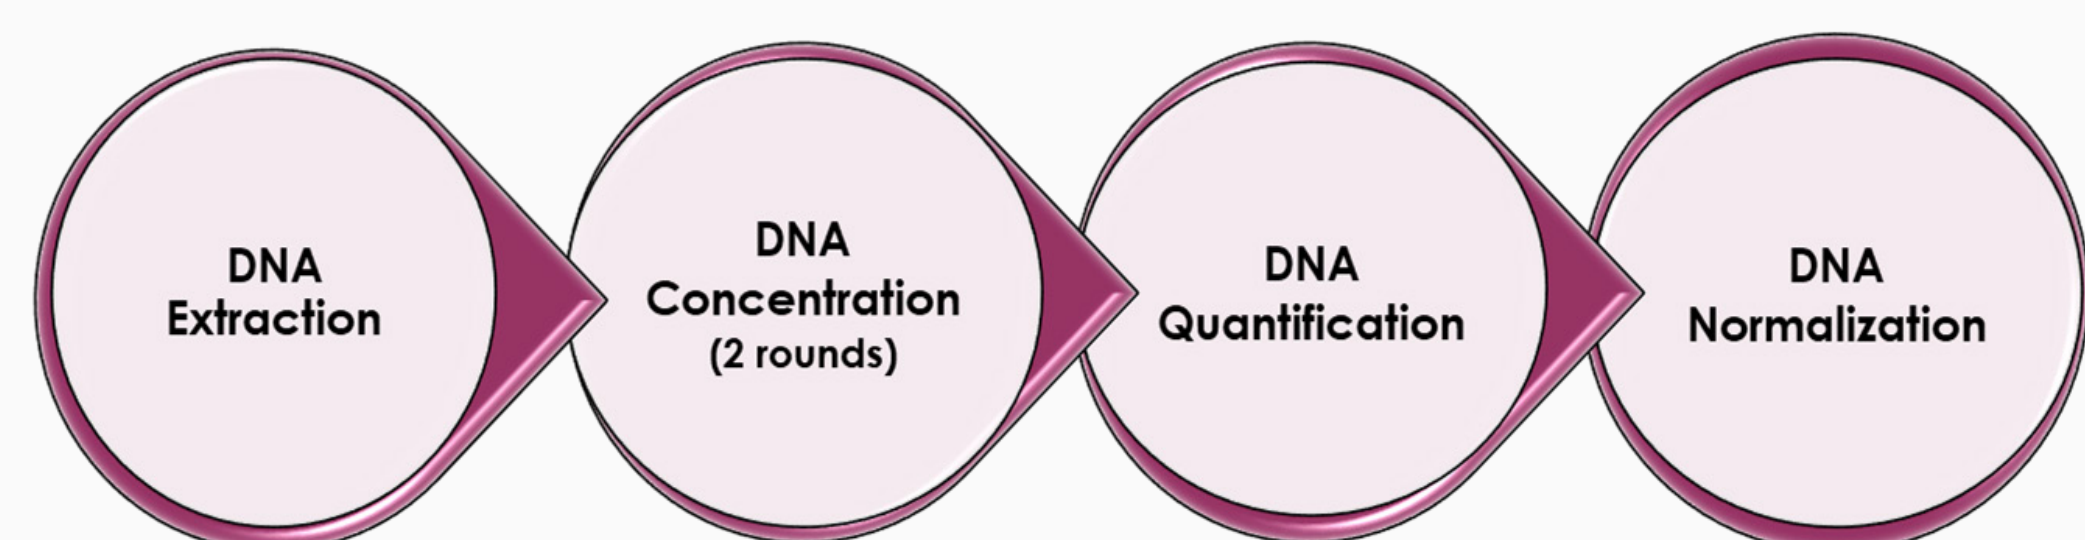 DNA
Extraction
DNA
Concentration
(2 rounds)
DNA
Quantification
DNA
Normalization